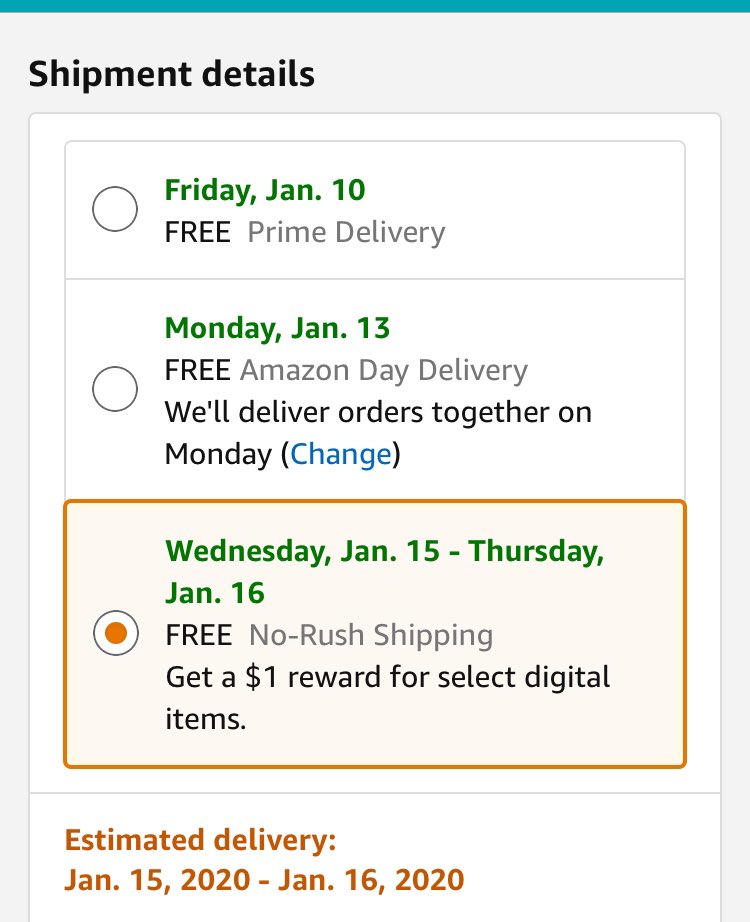 Shipment details
Friday, Jan. 10
FREE Prime Delivery
Monday, Jan. 13
FREE Amazon Day Delivery
We'll deliver orders together on
Monday (Change)
Wednesday, Jan. 15 - Thursday,
Jan. 16
FREE No-Rush Shipping
Get a $1 reward for select digital
items.
Estimated delivery:
Jan. 15, 2020 - Jan. 16, 2020